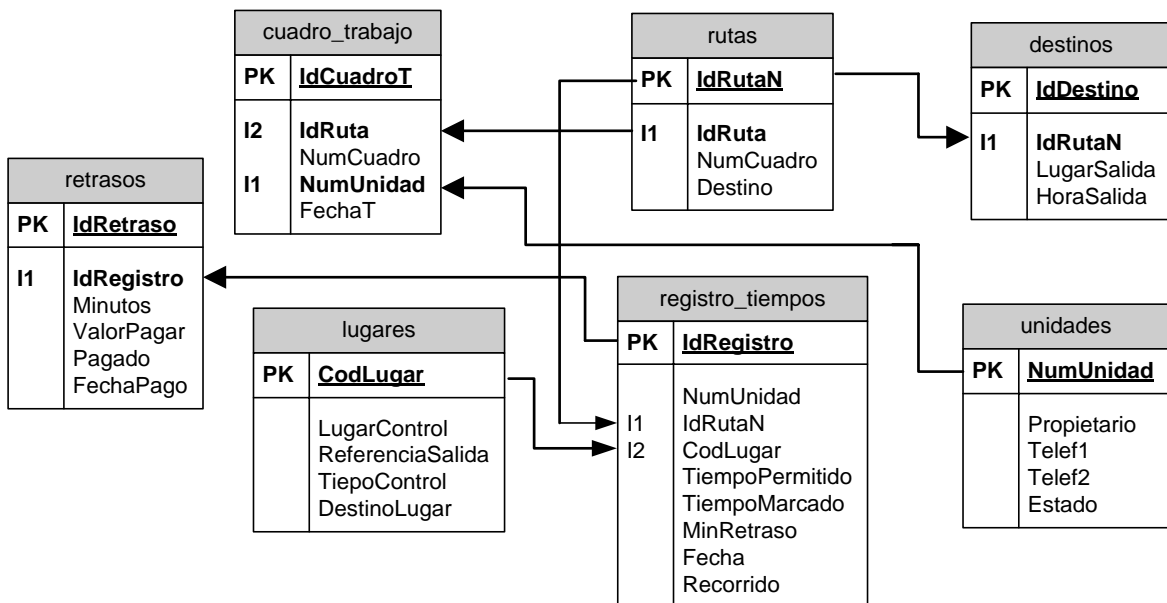 cuadro_trabajo
PK IdCuadroT
I2 IdRuta
NumCuadro
I1 NumUnidad
FechaT
rutas
PK IdRutaN
I1 IdRuta
NumCuadro
Destino
destinos
PK IdDestino
I1 IdRutaN
LugarSalida
HoraSalida
retrasos
PK IdRetraso
I1 IdRegistro
Minutos
ValorPagar
Pagado
FechaPago
lugares
PK CodLugar
LugarControl
ReferenciaSalida
TiepoControl
DestinoLugar
registro_tiempos
PK IdRegistro
NumUnidad
I1 IdRutaN
I2 CodLugar
TiempoPermitido
TiempoMarcado
MinRetraso
Fecha
Recorrido
unidades
PK NumUnidad
Propietario
Telef1
Telef2
Estado